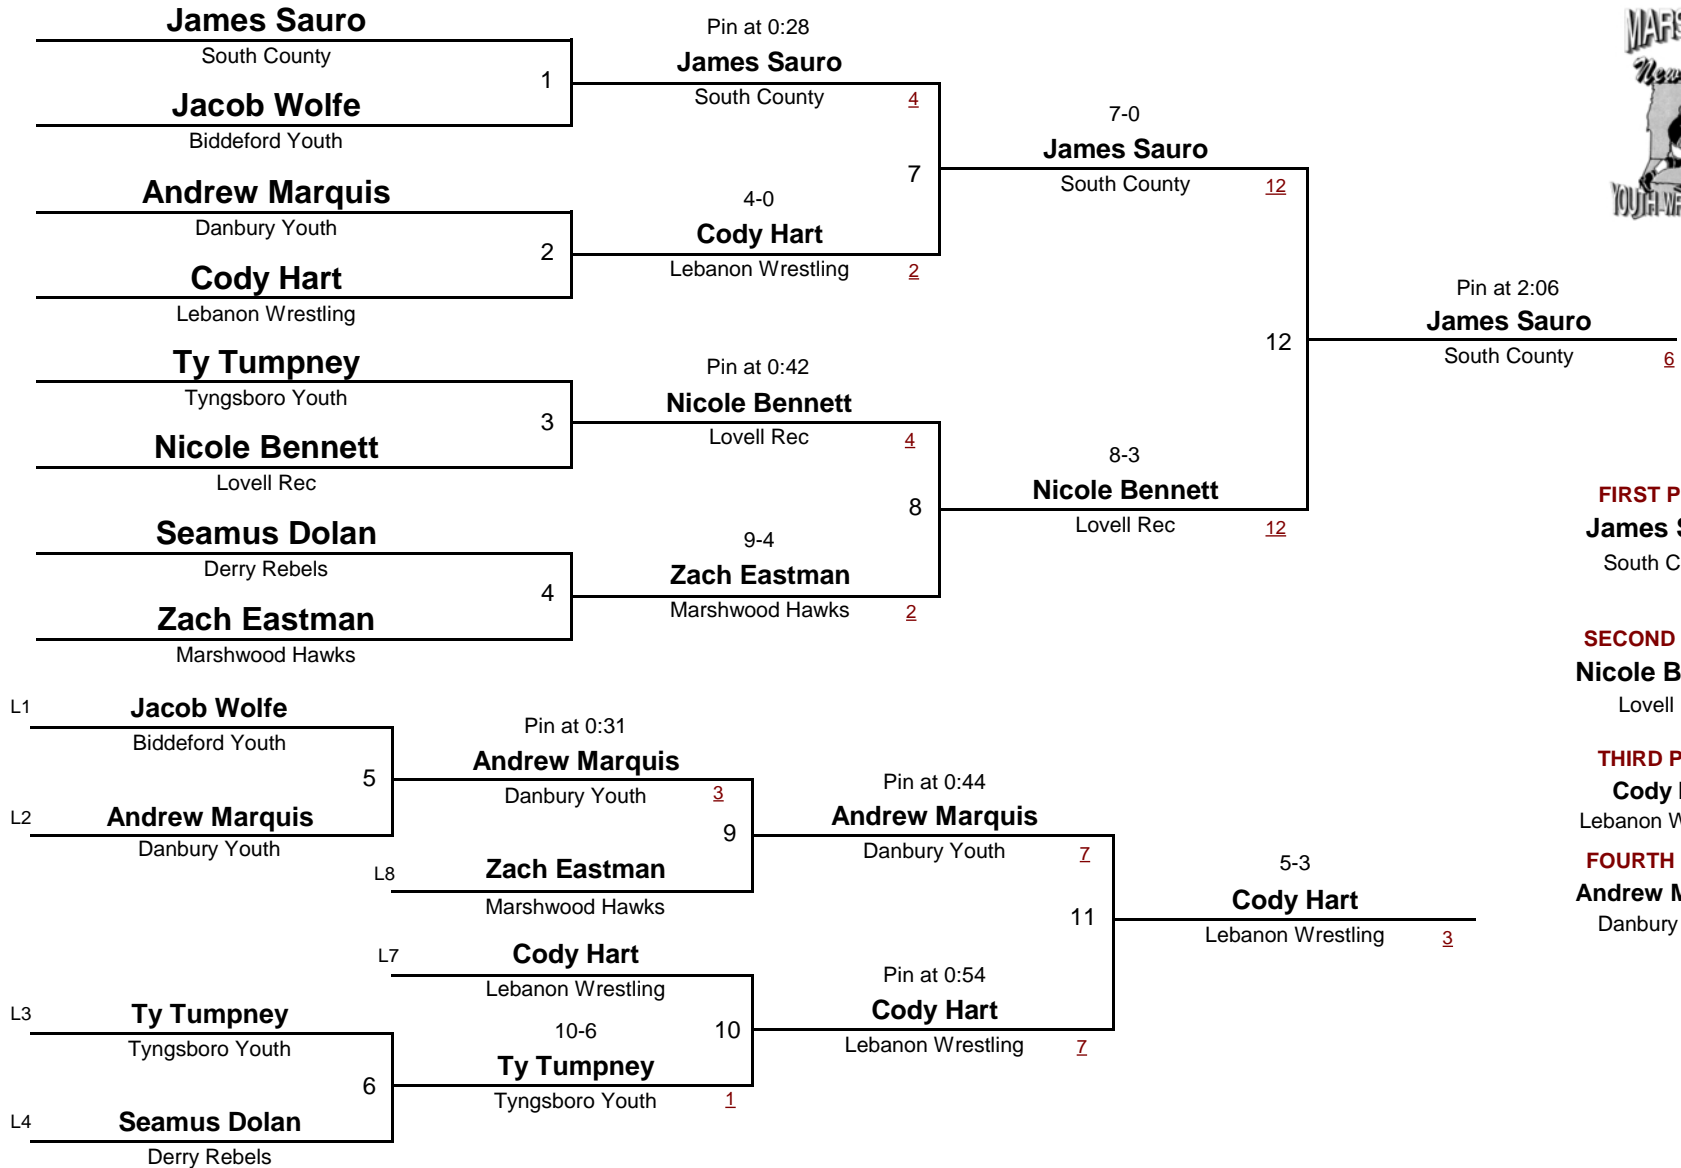 James Sauro
South County
1
Jacob Wolfe
Biddeford Youth
Andrew Marquis
Danbury Youth
2
Cody Hart
Lebanon Wrestling
Ty Tumpney
Tyngsboro Youth
3
Nicole Bennett
Lovell Rec
Seamus Dolan
Derry Rebels
4
Zach Eastman
Marshwood Hawks
Pin at 0:28
James Sauro
South County 4
7
4-0
Cody Hart
Lebanon Wrestling 2
Pin at 0:42
Nicole Bennett
Lovell Rec 4
8
9-4
Zach Eastman
Marshwood Hawks 2
7-0
James Sauro
South County 12
12
8-3
Nicole Bennett
Lovell Rec 12
Pin at 2:06
James Sauro
South County 6
FIRST P
James S
South C
SECOND
Nicole B
Lovell
THIRD P
Cody
Lebanon W
FOURTH
Andrew M
Danbury
L1 Jacob Wolfe
Biddeford Youth
5
L2 Andrew Marquis
Danbury Youth
Pin at 0:31
Andrew Marquis
Danbury Youth 3
9
L8 Zach Eastman
Marshwood Hawks
L7 Cody Hart
Lebanon Wrestling
10-6 10
Ty Tumpney
Tyngsboro Youth 1
L3 Ty Tumpney
Tyngsboro Youth
6
L4 Seamus Dolan
Derry Rebels
Pin at 0:44
Andrew Marquis
Danbury Youth 7
11
Pin at 0:54
Cody Hart
Lebanon Wrestling 7
5-3
Cody Hart
Lebanon Wrestling 3